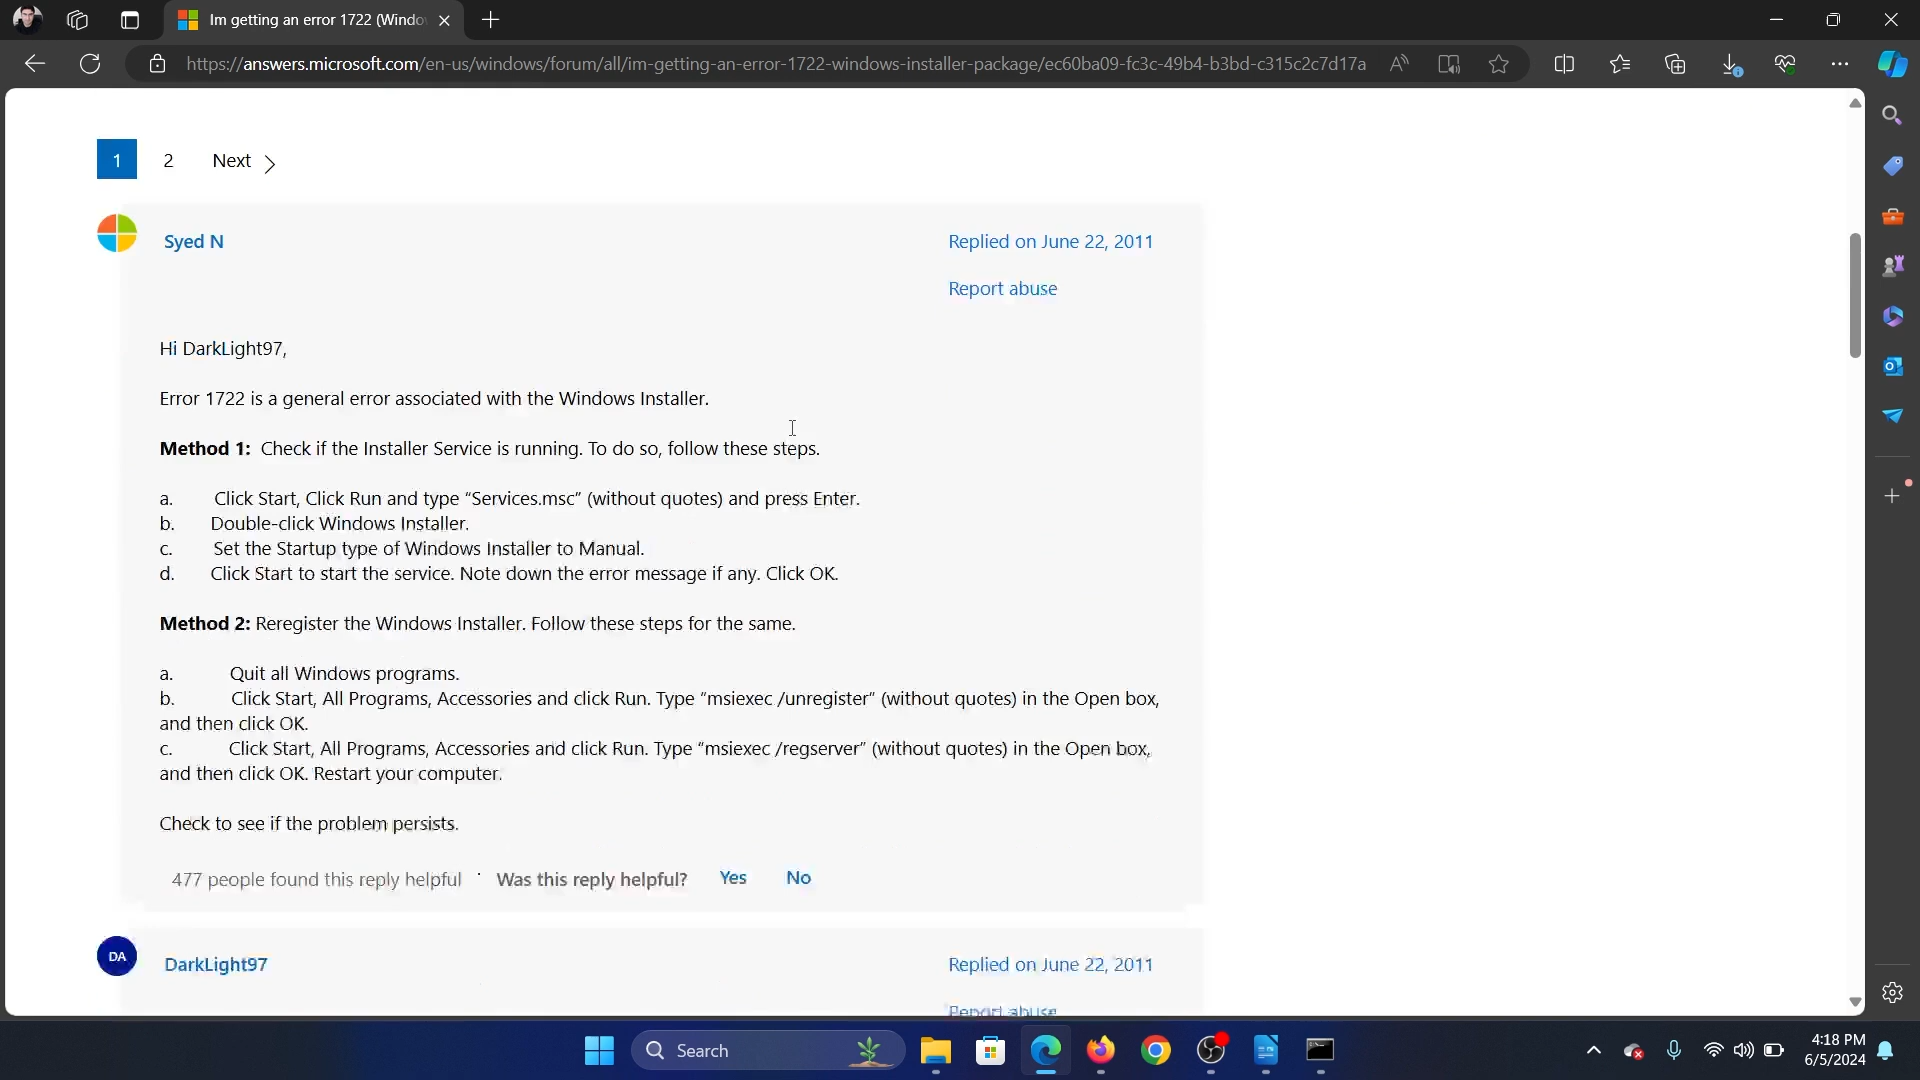 Im getting an error 1722 (Windo
https://answers.microsoft.com/en-us/windows/forum/all/im-getting-an-error-1722-windows-installer-package/ec60ba09-fc3c-49b4-b3bd-c315c2c7d17a
1 2 Next
Syed N
Replied on June 22, 2011
Report abuse
Hi DarkLight97,
Error 1722 is a general error associated with the Windows Installer.
Method 1: Check if the Installer Service is running. To do so, follow these steps.
a. Click Start, Click Run and type “Services.msc” (without quotes) and press Enter.
b. Double-click Windows Installer.
c. Set the Startup type of Windows Installer to Manual.
d. Click Start to start the service. Note down the error message if any. Click OK.
Method 2: Reregister the Windows Installer. Follow these steps for the same.
a. Quit all Windows programs.
b. Click Start, All Programs, Accessories and click Run. Type “msiexec /unregister” (without quotes) in the Open box,
and then click OK.
c. Click Start, All Programs, Accessories and click Run. Type “msiexec /regserver” (without quotes) in the Open box,
and then click OK. Restart your computer.
Check to see if the problem persists.
477 people found this reply helpful · Was this reply helpful? Yes No
DA
DarkLight97
Replied on June 22, 2011
Report abuse
Search
4:18 PM
6/5/2024